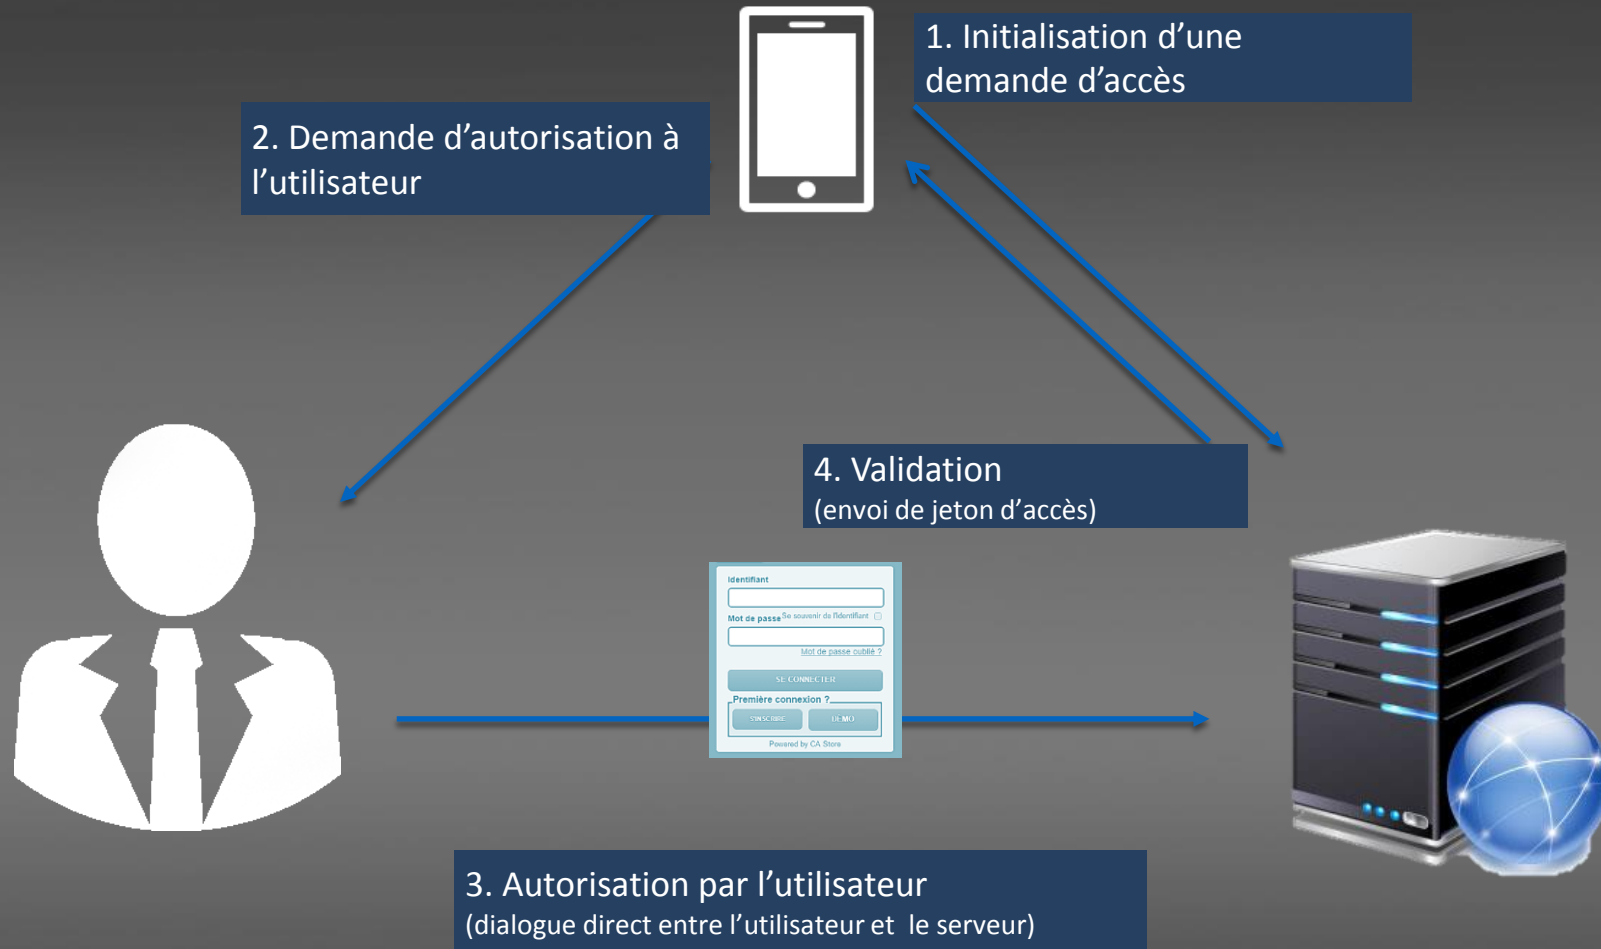 1. Initialisation d’une
demande d’accès
2. Demande d’autorisation à
l’utilisateur
4. Validation
(envoi de jeton d’accès)
Identifiant
Se souvenir de l'identifiant
Mot de passe
Mot de passe oublié ?
SE CONNECTER
Première connexion ?
S'INSCRIRE
DEMO
Powered by CA Store
3. Autorisation par l’utilisateur
(dialogue direct entre l’utilisateur et  le serveur)